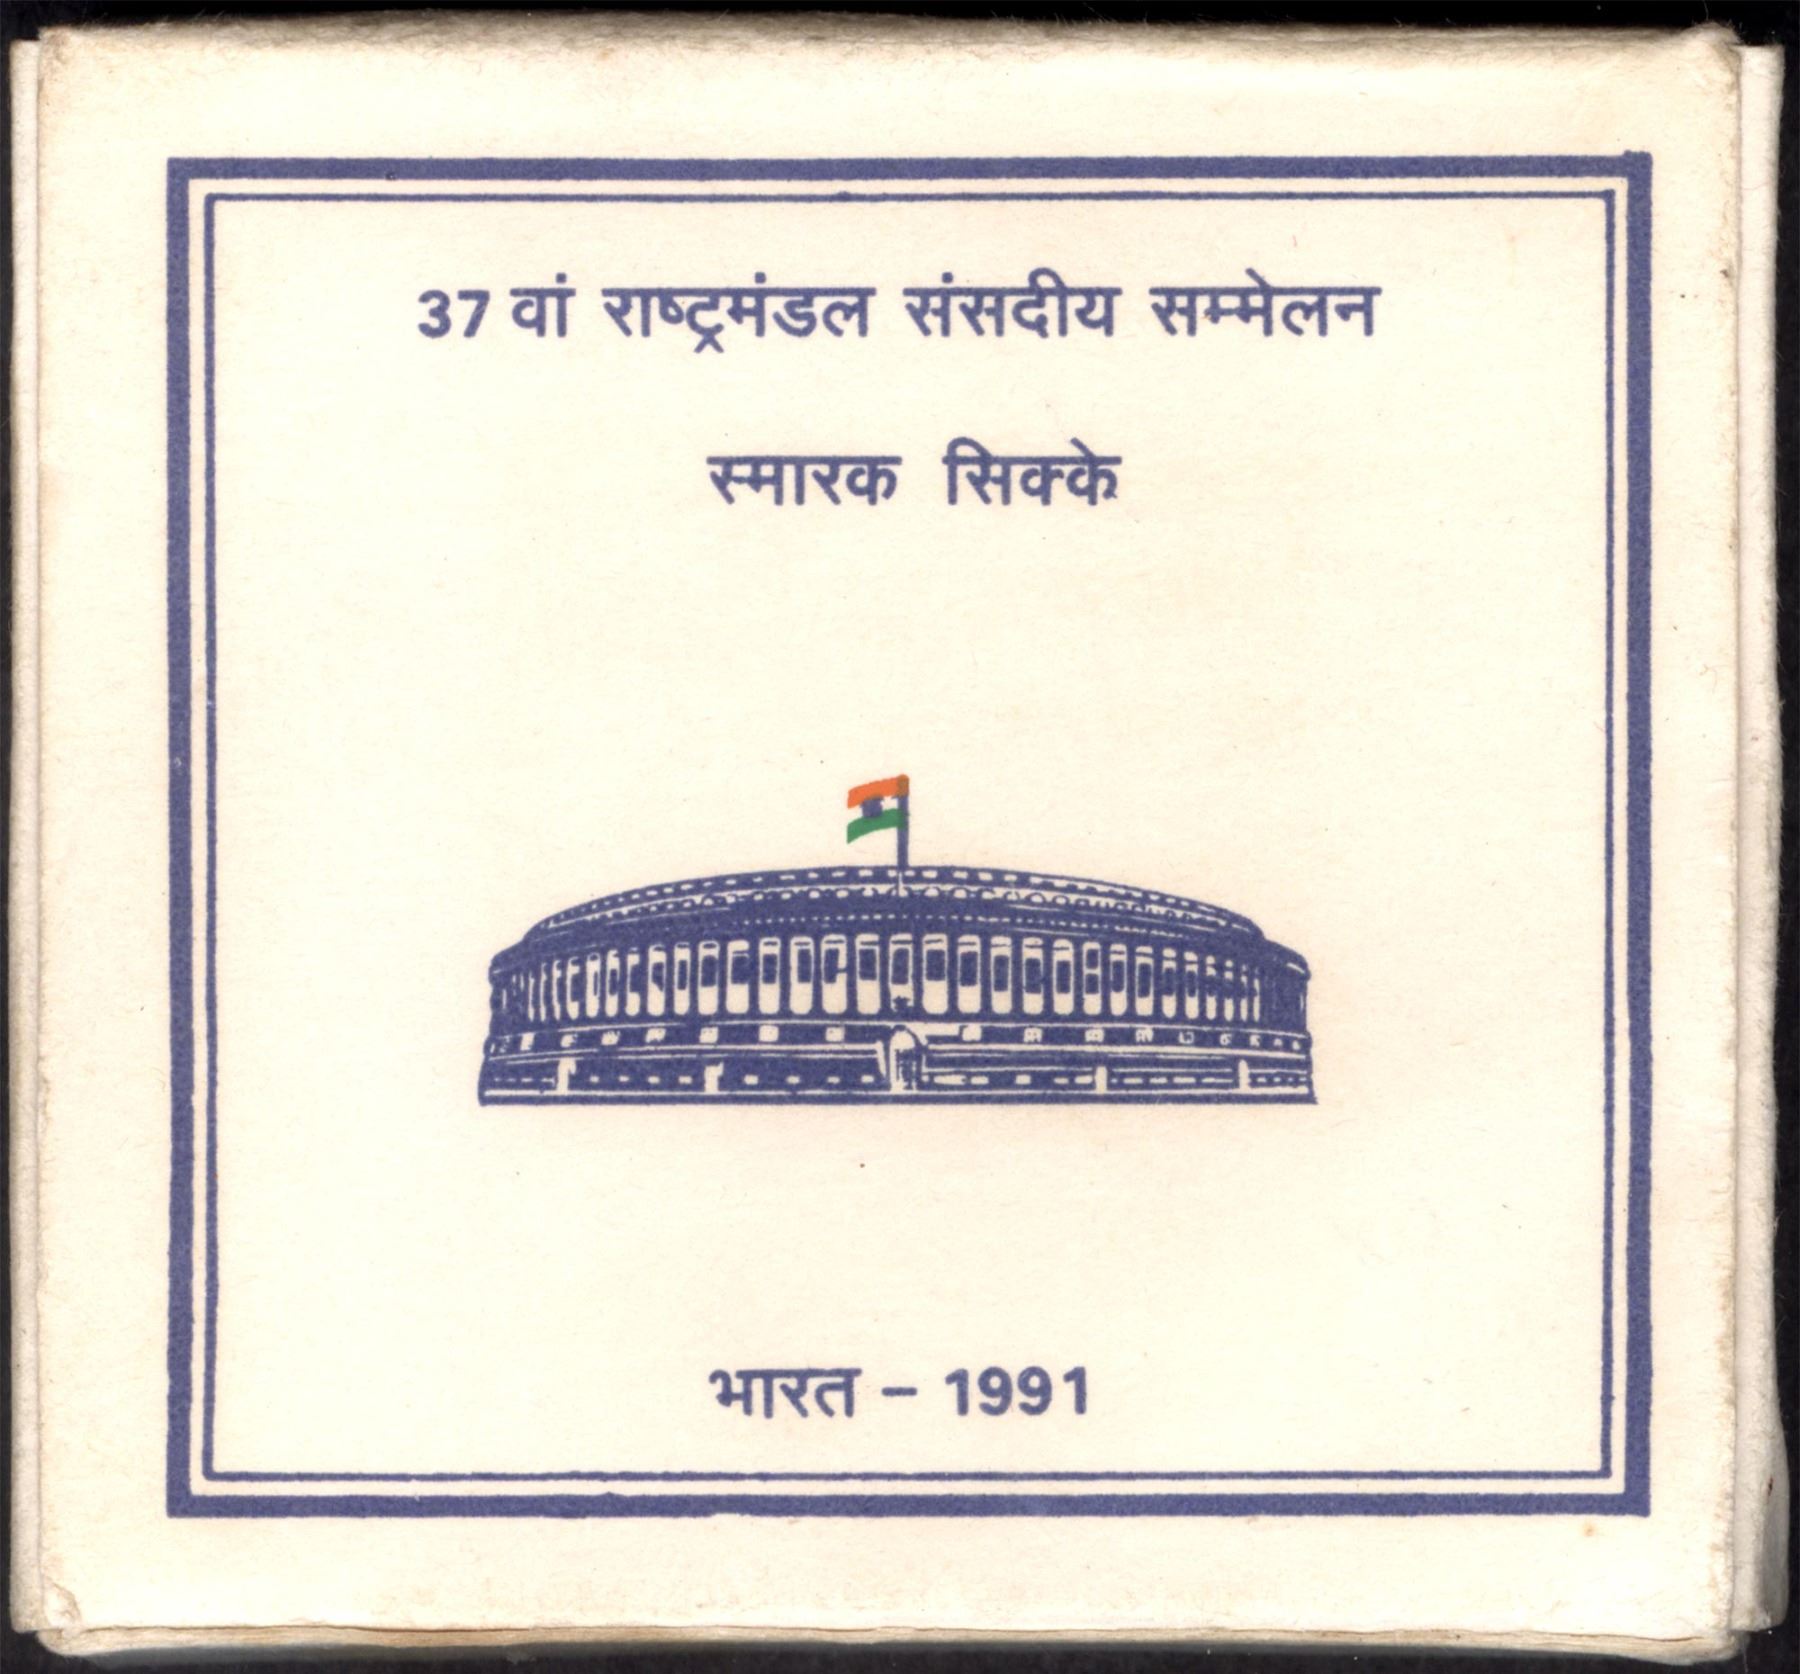 37 वां राष्ट्रमंडल संसदीय सम्मेलन
स्मारक सिक्के
भारत – 1991